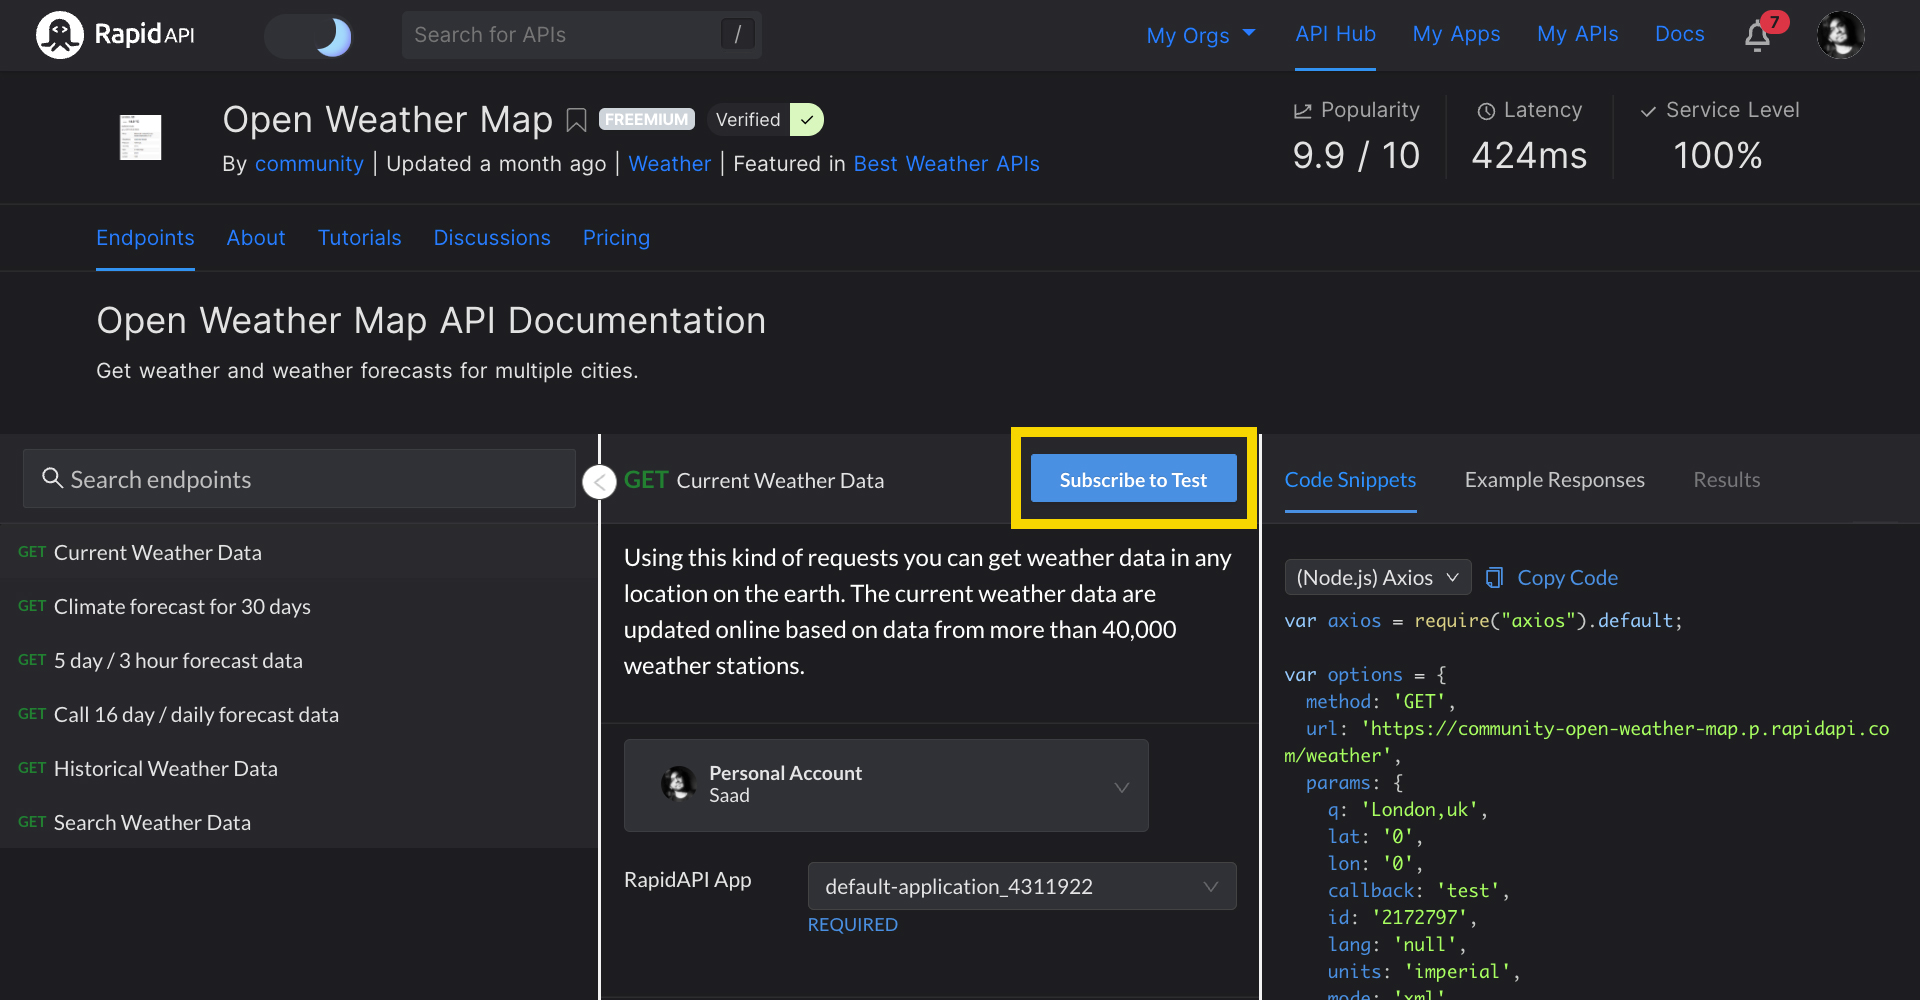 RapidAPI
Search for APIs
/
My Orgs
API Hub
My Apps
My APIs
Docs
7
Open Weather Map
FREEMIUM
Verified
By community | Updated a month ago | Weather | Featured in Best Weather APIs
Popularity
9.9 / 10
Latency
424ms
Service Level
100%
Endpoints
About
Tutorials
Discussions
Pricing
Open Weather Map API Documentation
Get weather and weather forecasts for multiple cities.
Search endpoints
GET Current Weather Data
GET Climate forecast for 30 days
GET 5 day / 3 hour forecast data
GET Call 16 day / daily forecast data
GET Historical Weather Data
GET Search Weather Data
GET Current Weather Data
Subscribe to Test
Using this kind of requests you can get weather data in any
location on the earth. The current weather data are
updated online based on data from more than 40,000
weather stations.
Personal Account
Saad
RapidAPI App
default-application_4311922
REQUIRED
Code Snippets
Example Responses
Results
(Node.js) Axios
Copy Code
var axios = require("axios").default;
var options = {
method: 'GET',
url: 'https://community-open-weather-map.p.rapidapi.co
m/weather',
params: {
q: 'London,uk',
lat: '0',
lon: '0',
callback: 'test',
id: '2172797',
lang: 'null',
units: 'imperial',
mode: 'xml'